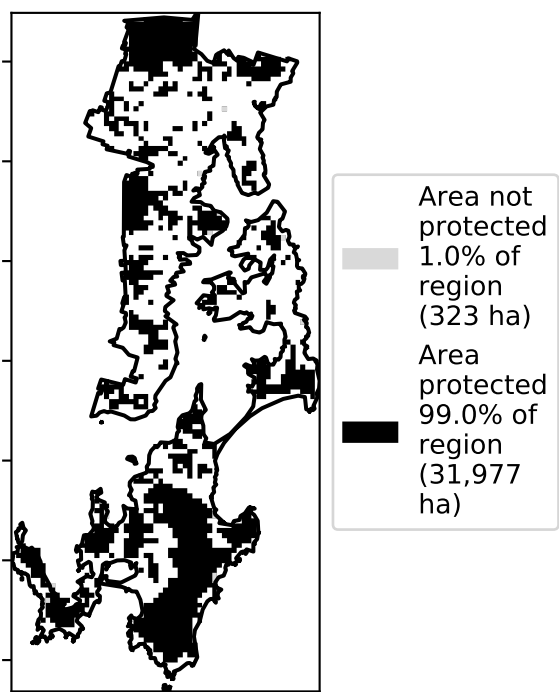 Area not
protected
1.0% of
region
(323 ha)
Area
protected
99.0% of
region
(31,977
ha)